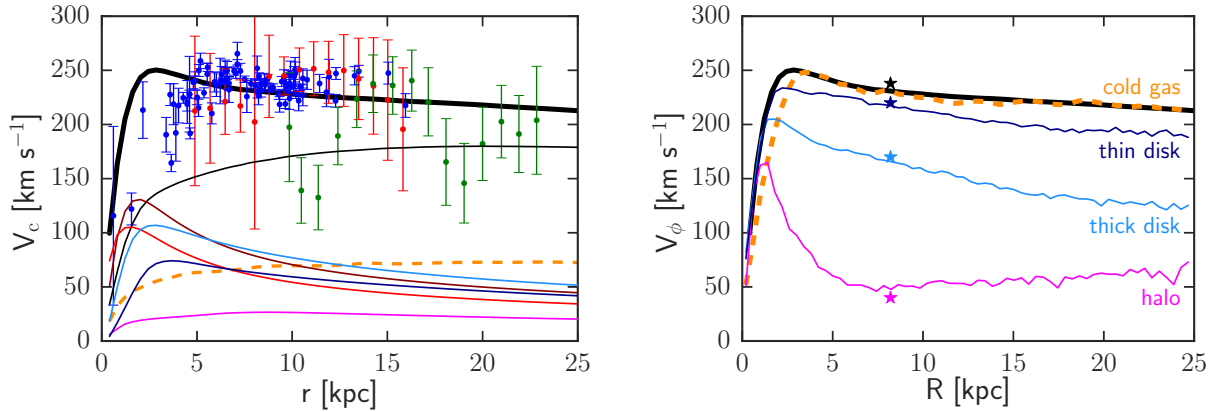 300
250
200
150
100
50
0
V_c [km s^{-1}]
0 5 10 15 20 25
r [kpc]
300
250
200
150
100
50
0
V_ϕ [km s^{-1}]
cold gas
thin disk
thick disk
halo
0 5 10 15 20 25
R [kpc]